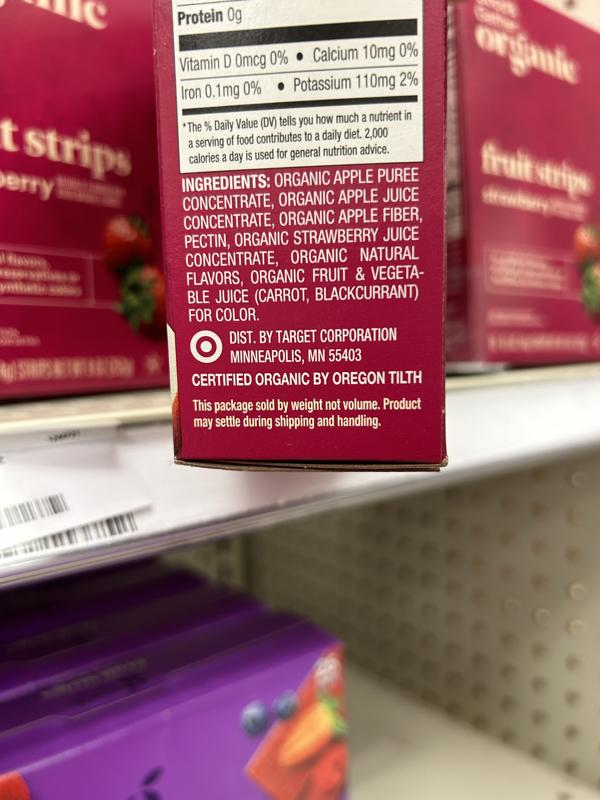 Protein 0g
Vitamin D 0mcg 0% • Calcium 10mg 0%
Iron 0.1mg 0% • Potassium 110mg 2%
*The % Daily Value (DV) tells you how much a nutrient in
a serving of food contributes to a daily diet. 2,000
calories a day is used for general nutrition advice.
INGREDIENTS: ORGANIC APPLE PUREE
CONCENTRATE, ORGANIC APPLE JUICE
CONCENTRATE, ORGANIC APPLE FIBER,
PECTIN, ORGANIC STRAWBERRY JUICE
CONCENTRATE, ORGANIC NATURAL
FLAVORS, ORGANIC FRUIT & VEGETA-
BLE JUICE (CARROT, BLACKCURRANT)
FOR COLOR.
DIST. BY TARGET CORPORATION
MINNEAPOLIS, MN 55403
CERTIFIED ORGANIC BY OREGON TILTH
This package sold by weight not volume. Product
may settle during shipping and handling.
t strips
berry
organic
fruit strips
strawberry